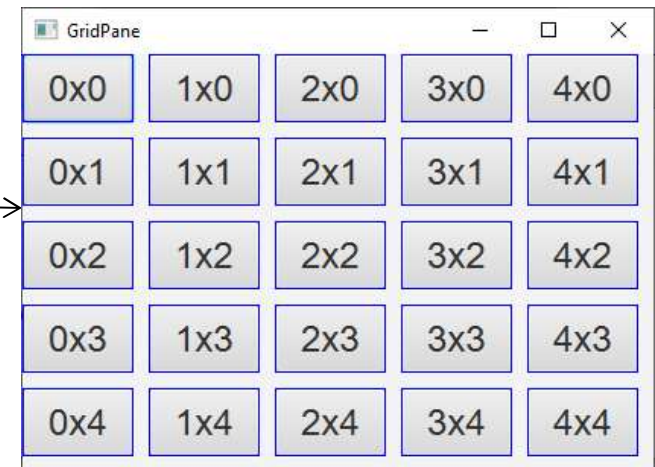 GridPane
0x0 1x0 2x0 3x0 4x0
0x1 1x1 2x1 3x1 4x1
0x2 1x2 2x2 3x2 4x2
0x3 1x3 2x3 3x3 4x3
0x4 1x4 2x4 3x4 4x4